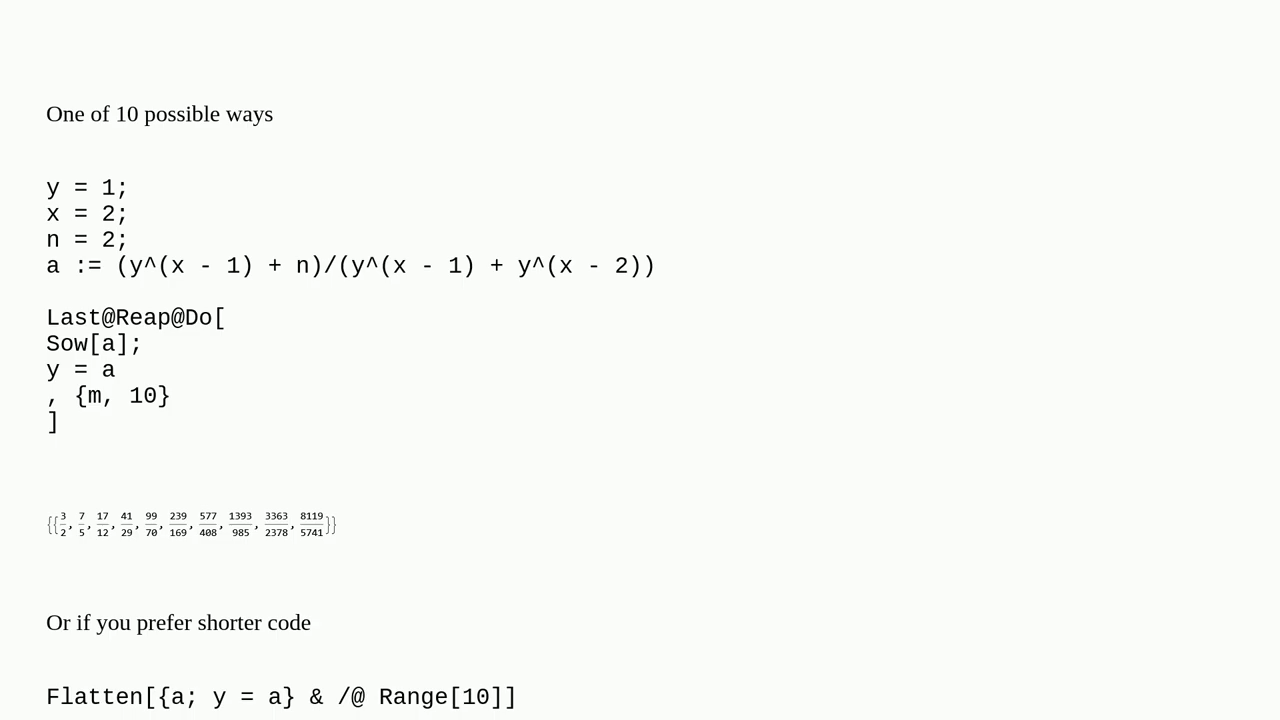 One of 10 possible ways
y = 1;
x = 2;
n = 2;
a := (y^(x - 1) + n)/(y^(x - 1) + y^(x - 2))
Last@Reap@Do[
Sow[a];
y = a
, {m, 10}
]
{{3/2, 7/5, 17/12, 41/29, 99/70, 239/169, 577/408, 1393/985, 3363/2378, 8119/5741}}
Or if you prefer shorter code
Flatten[{a; y = a} & /@ Range[10]]